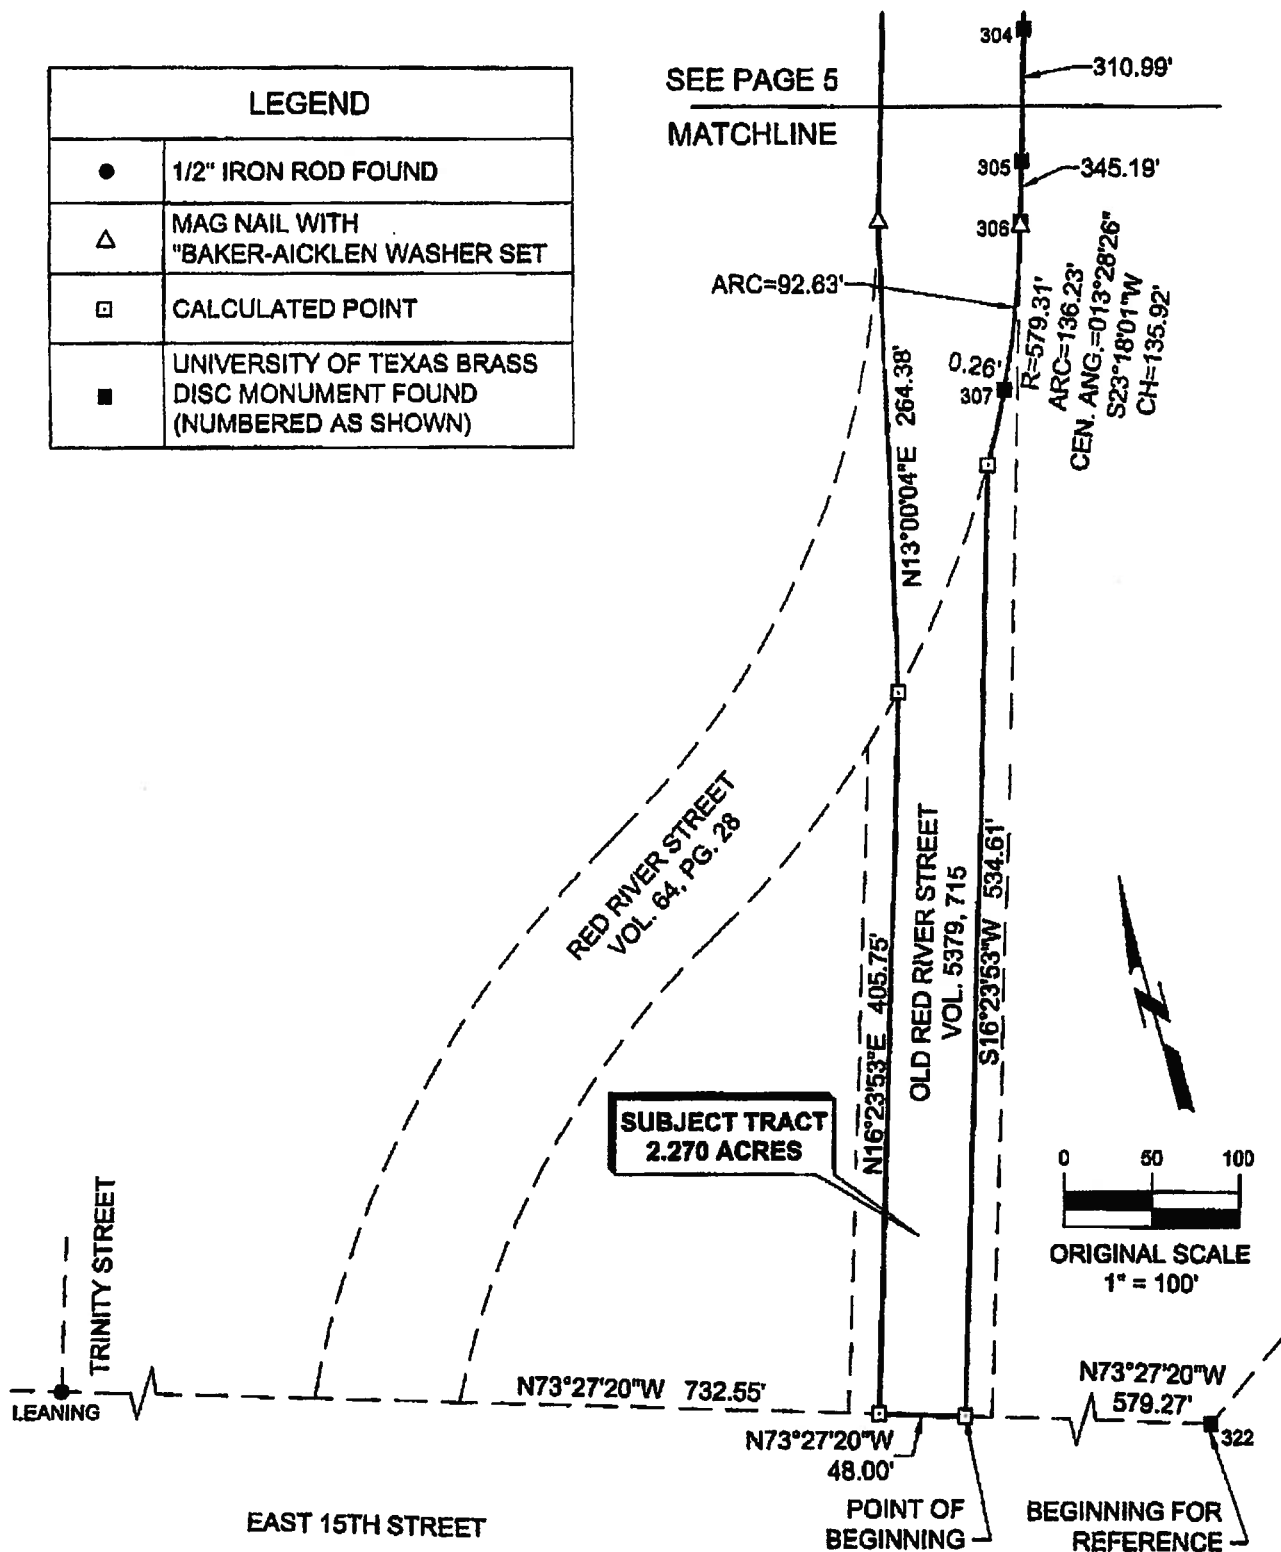 LEGEND
1/2" IRON ROD FOUND
MAG NAIL WITH
"BAKER-AICKLEN WASHER SET
CALCULATED POINT
UNIVERSITY OF TEXAS BRASS
DISC MONUMENT FOUND
(NUMBERED AS SHOWN)
SEE PAGE 5
MATCHLINE
304
310.99'
305
345.19'
306
ARC=92.63'
R=579.31'
ARC=136.23'
CEN. ANG.=013°28'26"
S23°18'01"W
CH=135.92'
0.26'
307
N13°00'04"E 264.38'
RED RIVER STREET
VOL. 64, PG. 28
OLD RED RIVER STREET
VOL. 5379, 715
N16°23'53"E 405.75'
S16°23'53"W 534.61'
SUBJECT TRACT
2.270 ACRES
N
0 50 100
ORIGINAL SCALE
1" = 100'
TRINITY STREET
LEANING
N73°27'20"W 732.55'
N73°27'20"W
48.00'
N73°27'20"W
579.27'
322
POINT OF
BEGINNING
BEGINNING FOR
REFERENCE
EAST 15TH STREET